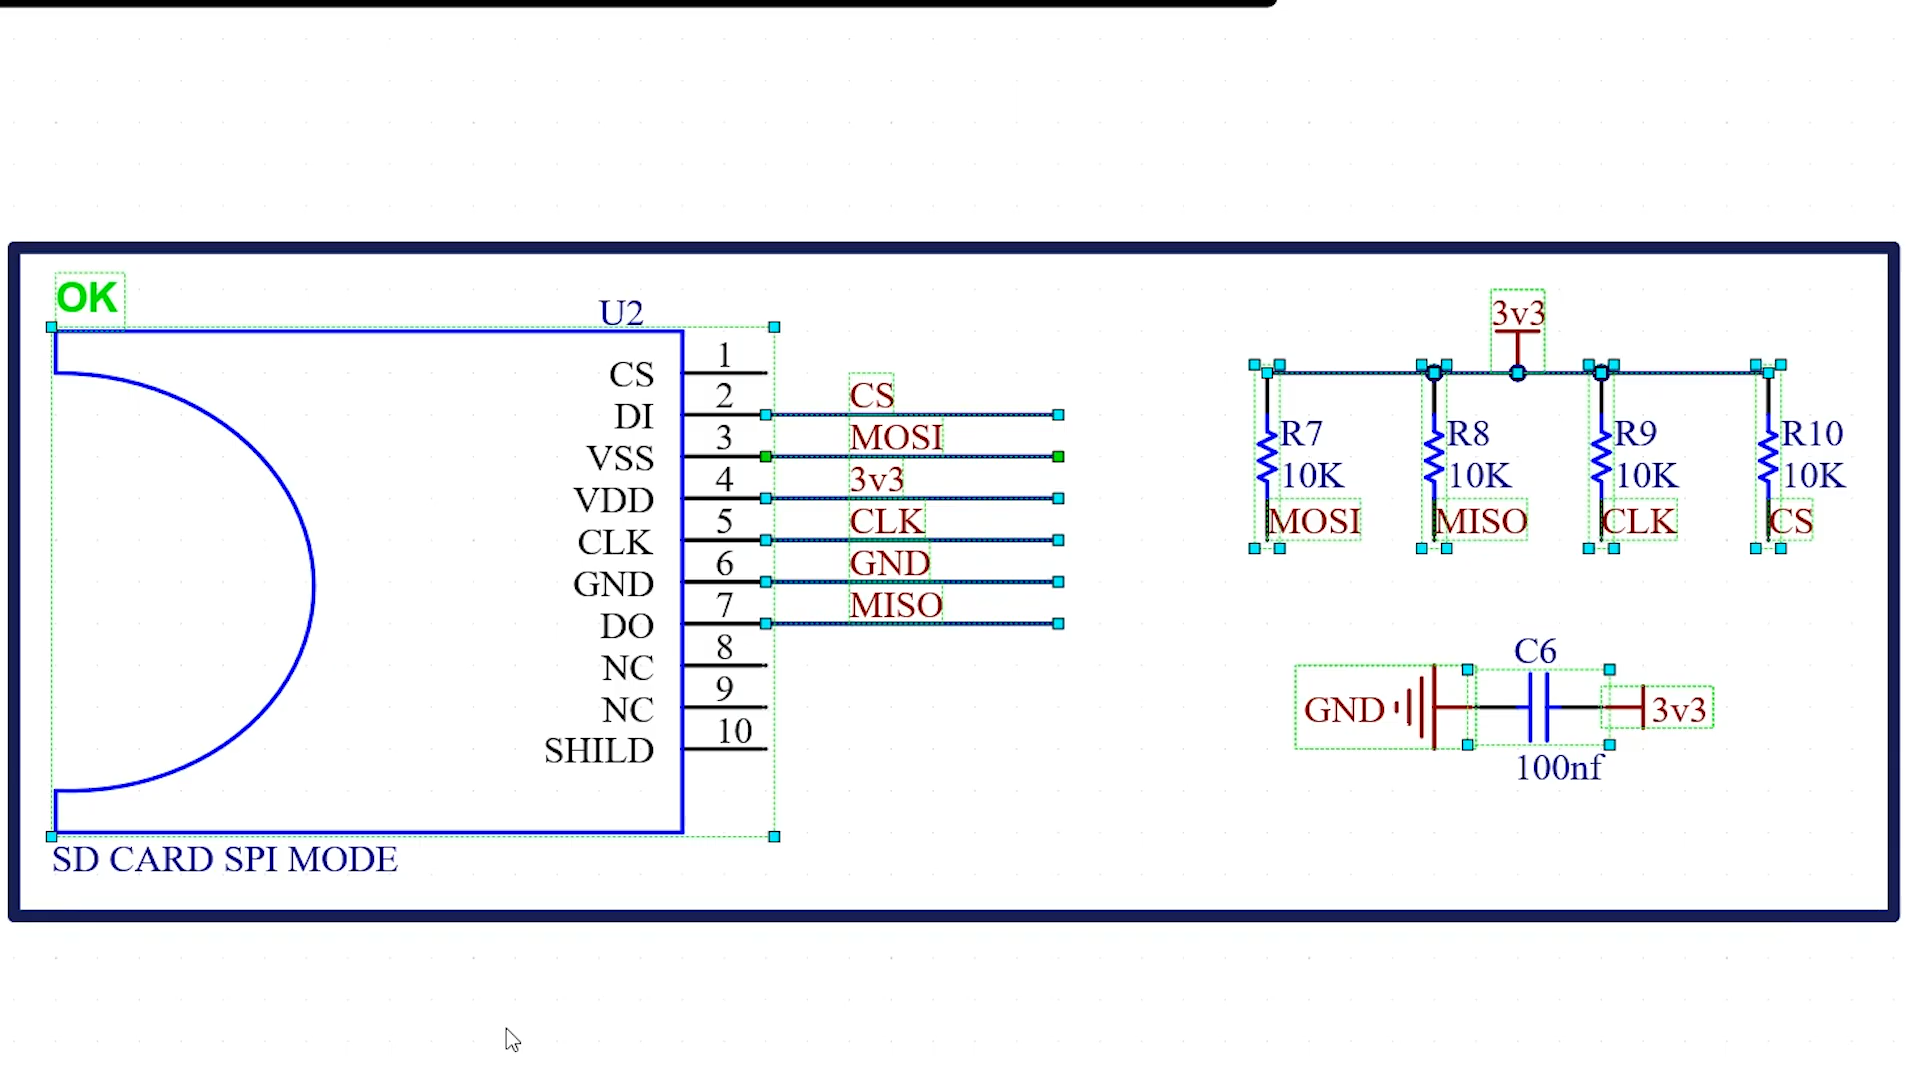 OK
U2
CS 1
DI 2
VSS 3
VDD 4
CLK 5
GND 6
DO 7
NC 8
NC 9
SHILD 10
CS
MOSI
3v3
CLK
GND
MISO
SD CARD SPI MODE
3v3
R7
10K
MOSI
R8
10K
MISO
R9
10K
CLK
R10
10K
CS
C6
GND
3v3
100nf